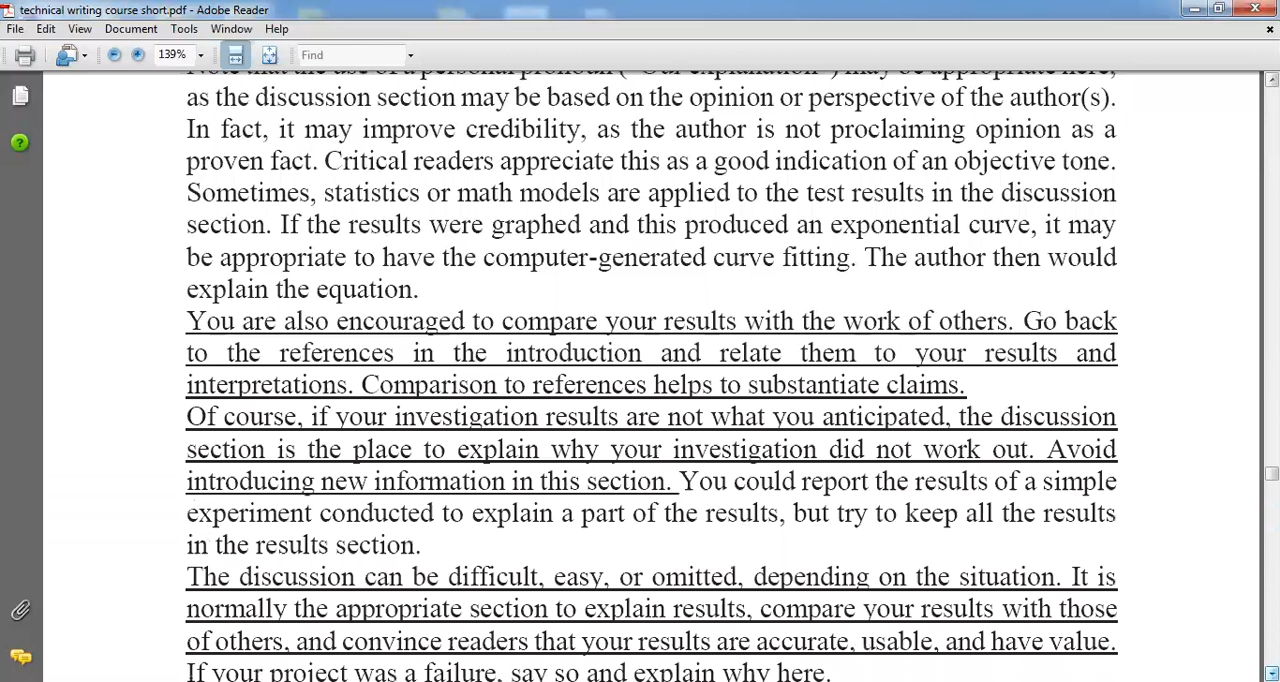 technical writing course short.pdf - Adobe Reader
File Edit View Document Tools Window Help
139% Find
Note that the use of a personal pronoun ("Our explanation") may be appropriate here,
as the discussion section may be based on the opinion or perspective of the author(s).
In fact, it may improve credibility, as the author is not proclaiming opinion as a
proven fact. Critical readers appreciate this as a good indication of an objective tone.
Sometimes, statistics or math models are applied to the test results in the discussion
section. If the results were graphed and this produced an exponential curve, it may
be appropriate to have the computer-generated curve fitting. The author then would
explain the equation.
You are also encouraged to compare your results with the work of others. Go back
to the references in the introduction and relate them to your results and
interpretations. Comparison to references helps to substantiate claims.
Of course, if your investigation results are not what you anticipated, the discussion
section is the place to explain why your investigation did not work out. Avoid
introducing new information in this section. You could report the results of a simple
experiment conducted to explain a part of the results, but try to keep all the results
in the results section.
The discussion can be difficult, easy, or omitted, depending on the situation. It is
normally the appropriate section to explain results, compare your results with those
of others, and convince readers that your results are accurate, usable, and have value.
If your project was a failure, say so and explain why here.